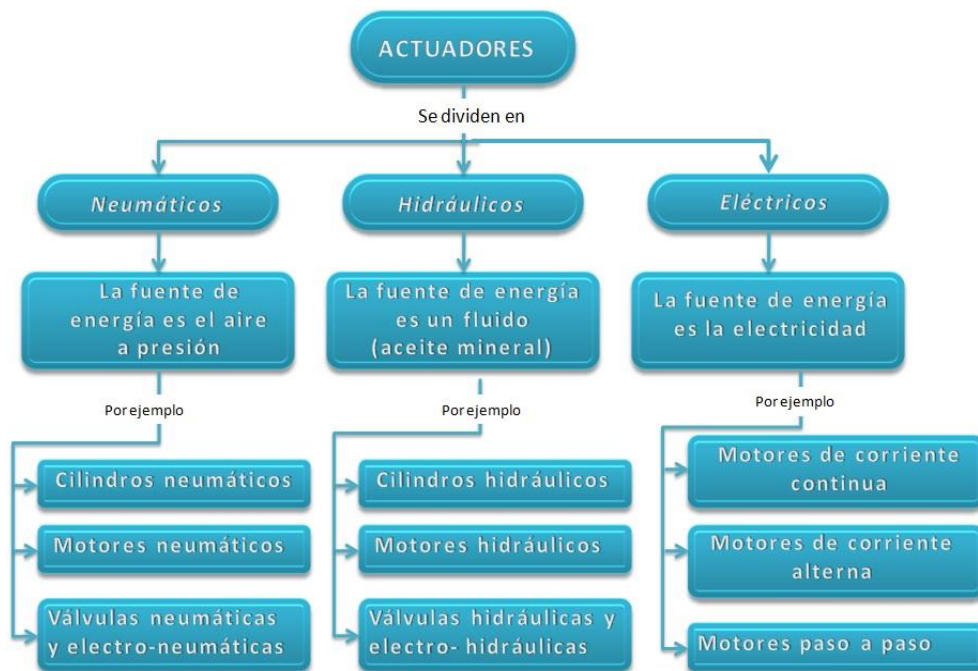 ACTUADORES
Se dividen en
Neumáticos
Hidráulicos
Eléctricos
La fuente de
energía es el aire
a presión
La fuente de energía
es un fluido
(aceite mineral)
La fuente de energía
es la electricidad
Por ejemplo
Por ejemplo
Por ejemplo
Cilindros neumáticos
Motores neumáticos
Válvulas neumáticas
y electro-neumáticas
Cilindros hidráulicos
Motores hidráulicos
Válvulas hidráulicas y
electro- hidráulicas
Motores de corriente
continua
Motores de corriente
alterna
Motores paso a paso